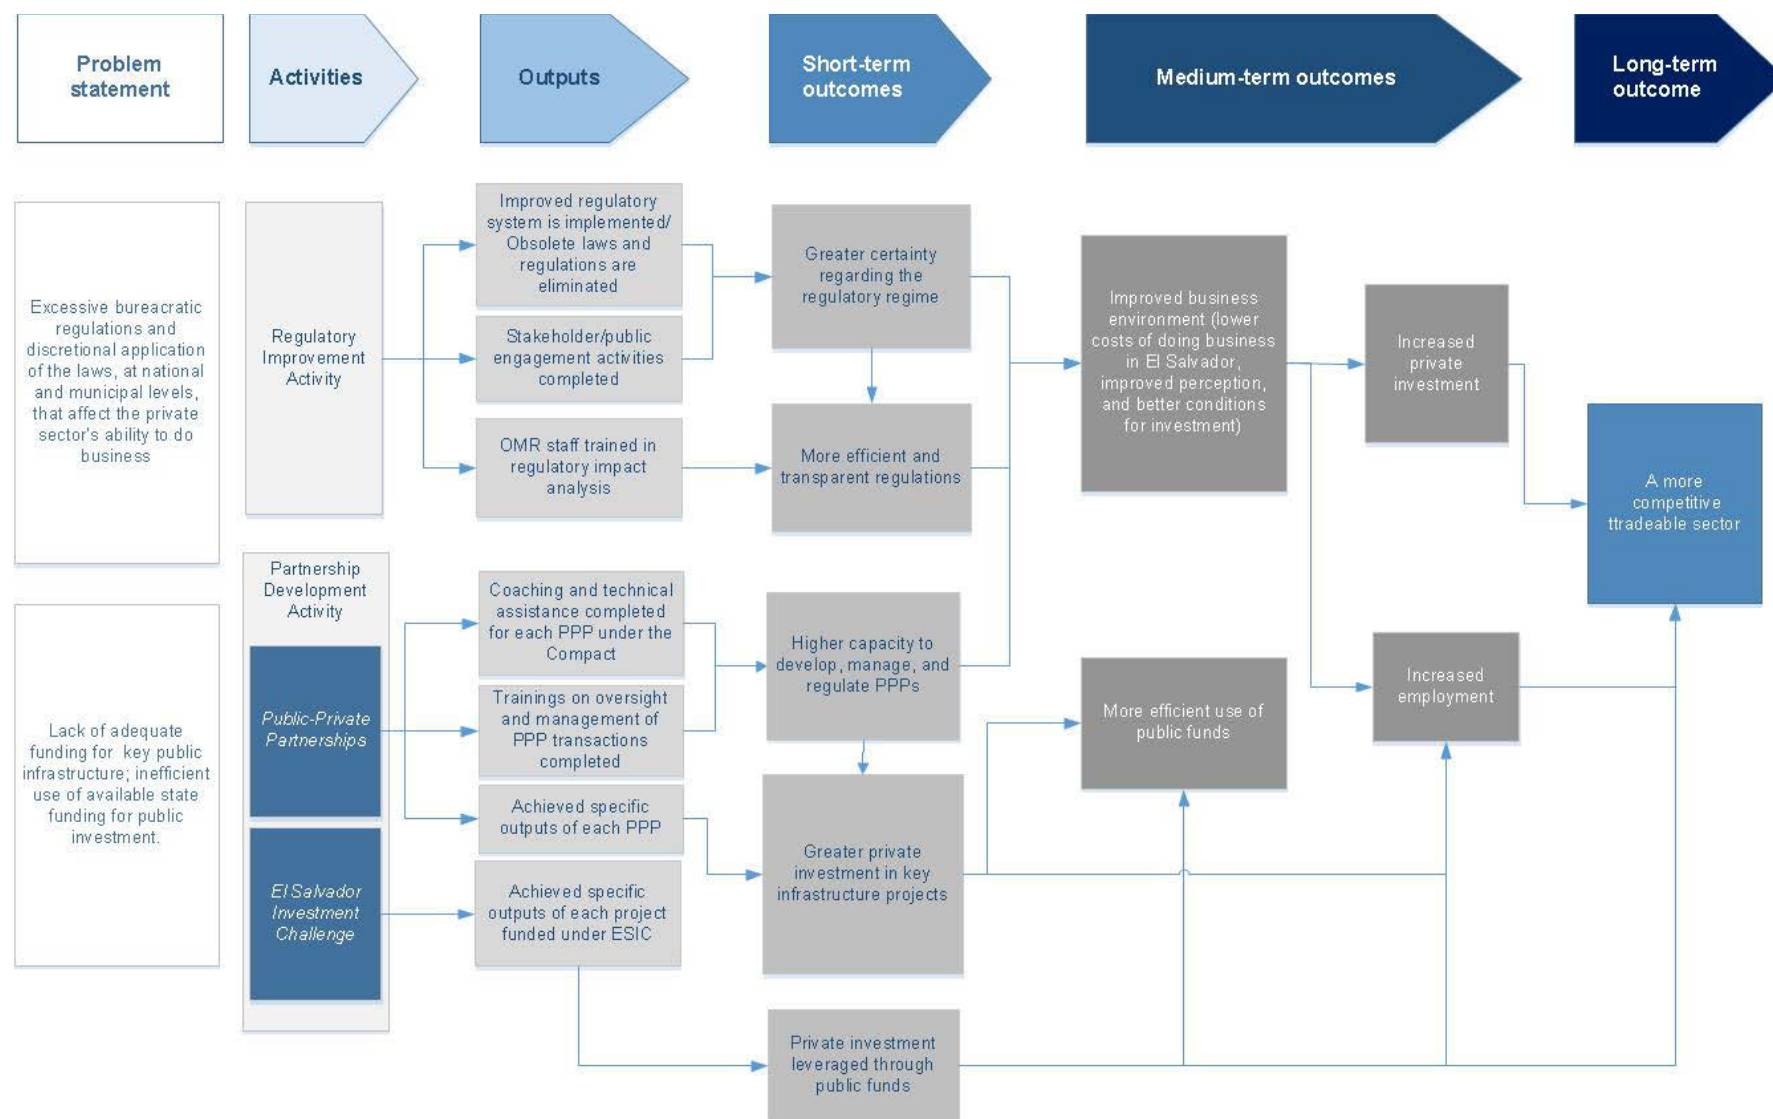 Problem
statement
Activities
Outputs
Short-term
outcomes
Medium-term outcomes
Long-term
outcome
Excessive bureacratic
regulations and
discretional application
of the laws, at national
and municipal levels,
that affect the private
sector's ability to do
business
Lack of adequate
funding for key public
infrastructure; inefficient
use of available state
funding for public
investment.
Regulatory
Improvement
Activity
Partnership
Development
Activity
Public-Private
Partnerships
El Salvador
Investment
Challenge
Improved regulatory
system is implemented/
Obsolete laws and
regulations are
eliminated
Stakeholder/public
engagement activities
completed
OMR staff trained in
regulatory impact
analysis
Coaching and technical
assistance completed
for each PPP under the
Compact
Trainings on oversight
and management of
PPP transactions
completed
Achieved specific
outputs of each PPP
Achieved specific
outputs of each project
funded under ESIC
Greater certainty
regarding the
regulatory regime
More efficient and
transparent regulations
Higher capacity to
develop, manage, and
regulate PPPs
Greater private
investment in key
infrastructure projects
Private investment
leveraged through
public funds
Improved business
environment (lower
costs of doing business
in El Salvador,
improved perception,
and better conditions
for investment)
More efficient use of
public funds
Increased
private
investment
Increased
employment
A more
competitive
ttradeable sector